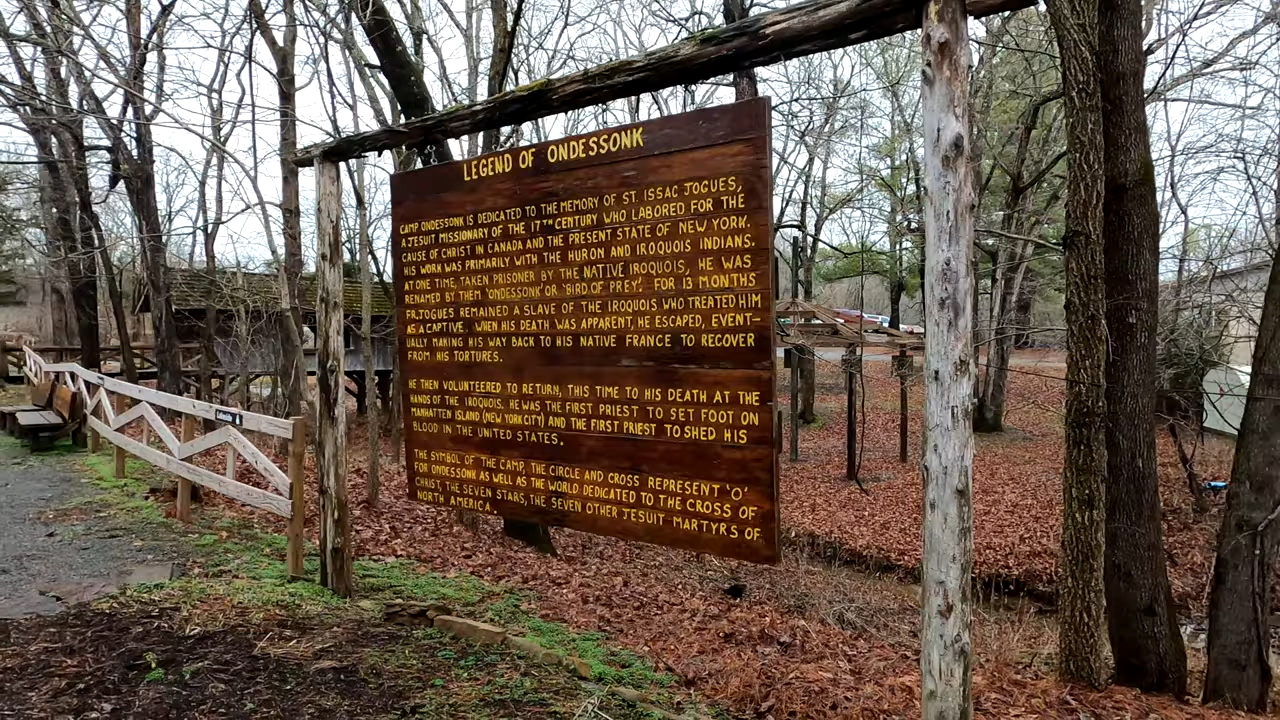 LEGEND OF ONDESSONK
CAMP ONDESSONK IS DEDICATED TO THE MEMORY OF ST. ISSAC JOGUES,
A JESUIT MISSIONARY OF THE 17TH CENTURY WHO LABORED FOR THE
CAUSE OF CHRIST IN CANADA AND THE PRESENT STATE OF NEW YORK.
HIS WORK WAS PRIMARILY WITH THE HURON AND IROQUOIS INDIANS.
AT ONE TIME, TAKEN PRISONER BY THE NATIVE IROQUOIS, HE WAS
RENAMED BY THEM 'ONDESSONK' OR 'BIRD OF PREY.' FOR 13 MONTHS
FR. JOGUES REMAINED A SLAVE OF THE IROQUOIS WHO TREATED HIM
AS A CAPTIVE. WHEN HIS DEATH WAS APPARENT, HE ESCAPED, EVENT-
UALLY MAKING HIS WAY BACK TO HIS NATIVE FRANCE TO RECOVER
FROM HIS TORTURES.
HE THEN VOLUNTEERED TO RETURN, THIS TIME TO HIS DEATH AT THE
HANDS OF THE IROQUOIS. HE WAS THE FIRST PRIEST TO SET FOOT ON
MANHATTEN ISLAND (NEW YORK CITY) AND THE FIRST PRIEST TO SHED HIS
BLOOD IN THE UNITED STATES.
THE SYMBOL OF THE CAMP, THE CIRCLE AND CROSS REPRESENT 'O'
FOR ONDESSONK AS WELL AS THE WORLD DEDICATED TO THE CROSS OF
CHRIST, THE SEVEN STARS, THE SEVEN OTHER JESUIT MARTYRS OF
NORTH AMERICA.